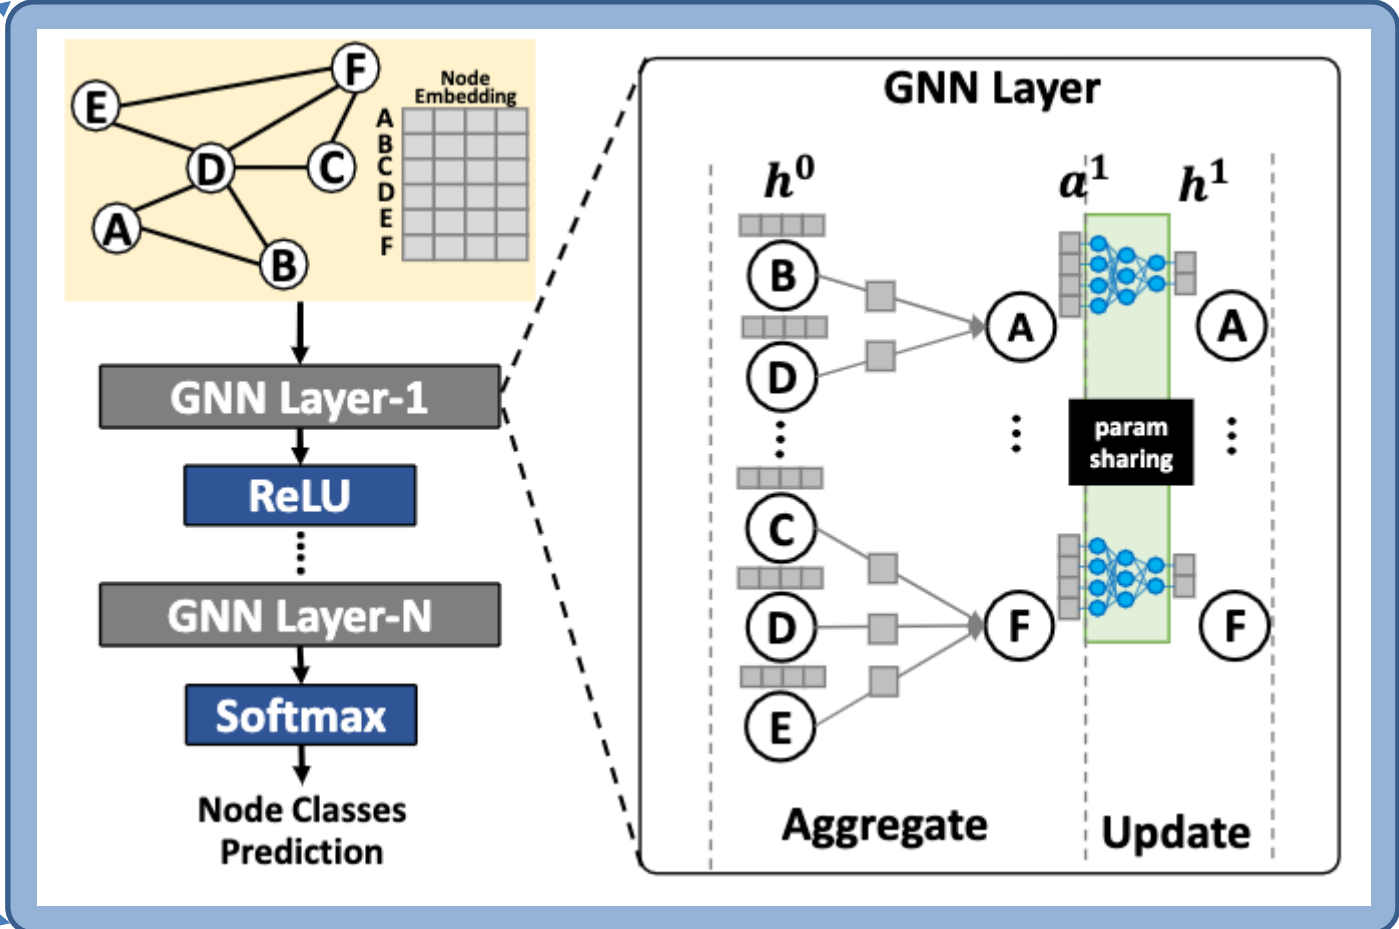 E
F
D
C
A
B
Node
Embedding
A
B
C
D
E
F
GNN Layer-1
ReLU
GNN Layer-N
Softmax
Node Classes
Prediction
GNN Layer
h⁰
a¹
h¹
B
D
A
A
param
sharing
C
D
E
F
F
Aggregate
Update